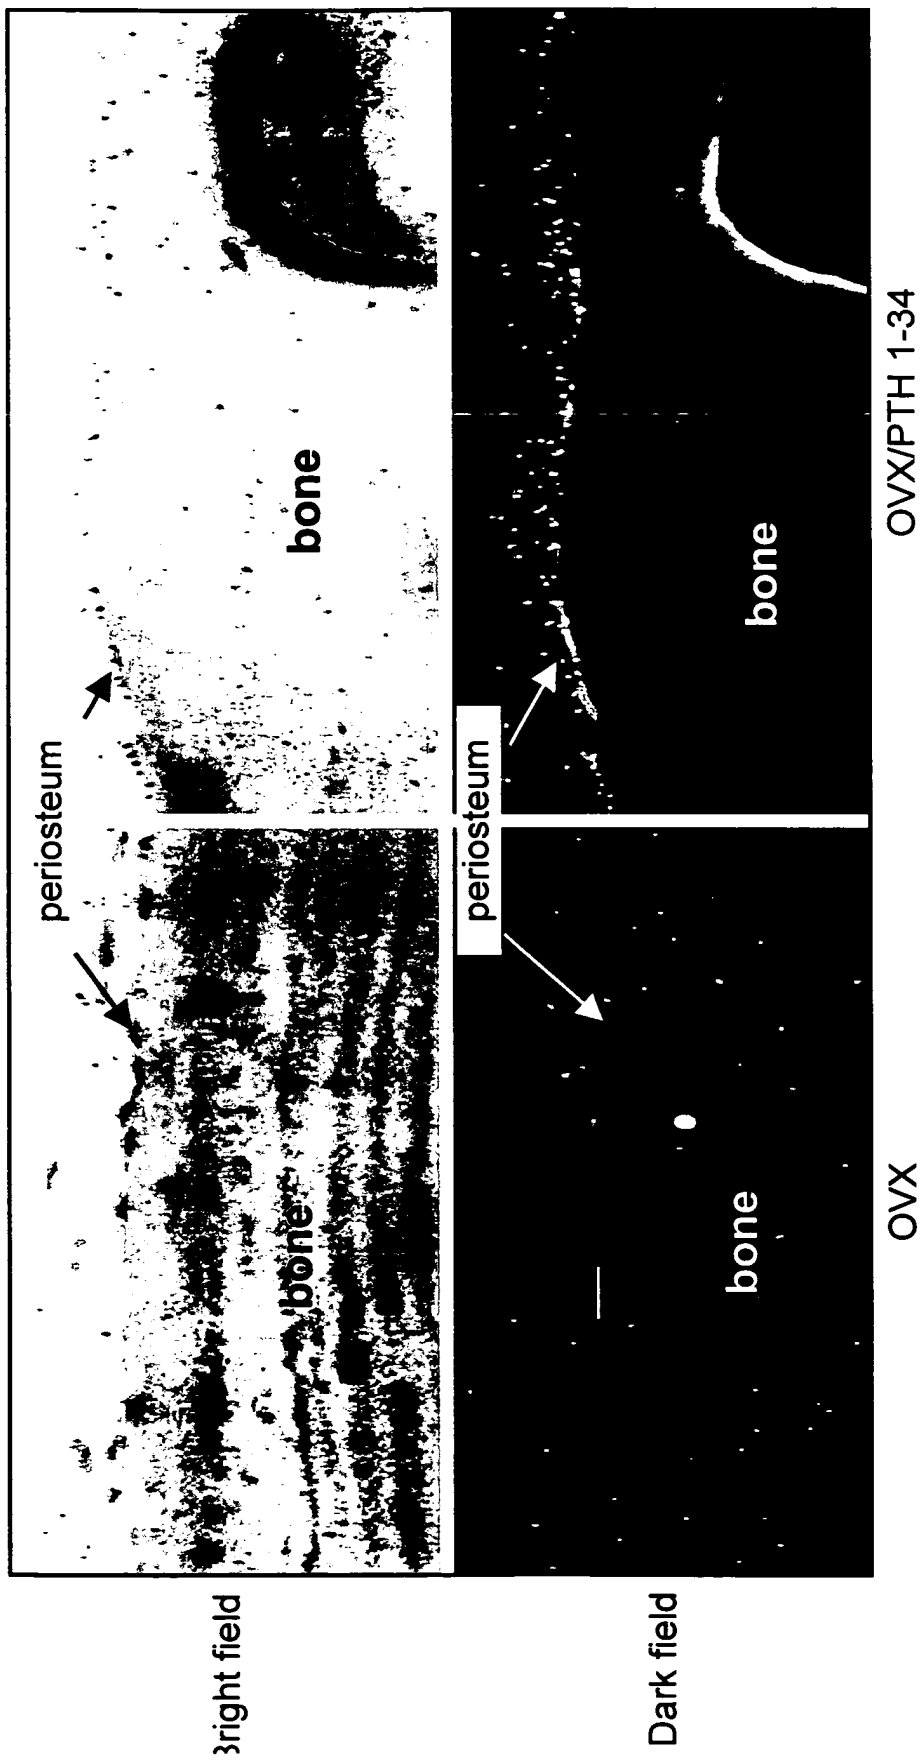 Bright field
periosteum
bone
bone
Dark field
periosteum
bone
bone
OVX
OVX/PTH 1-34